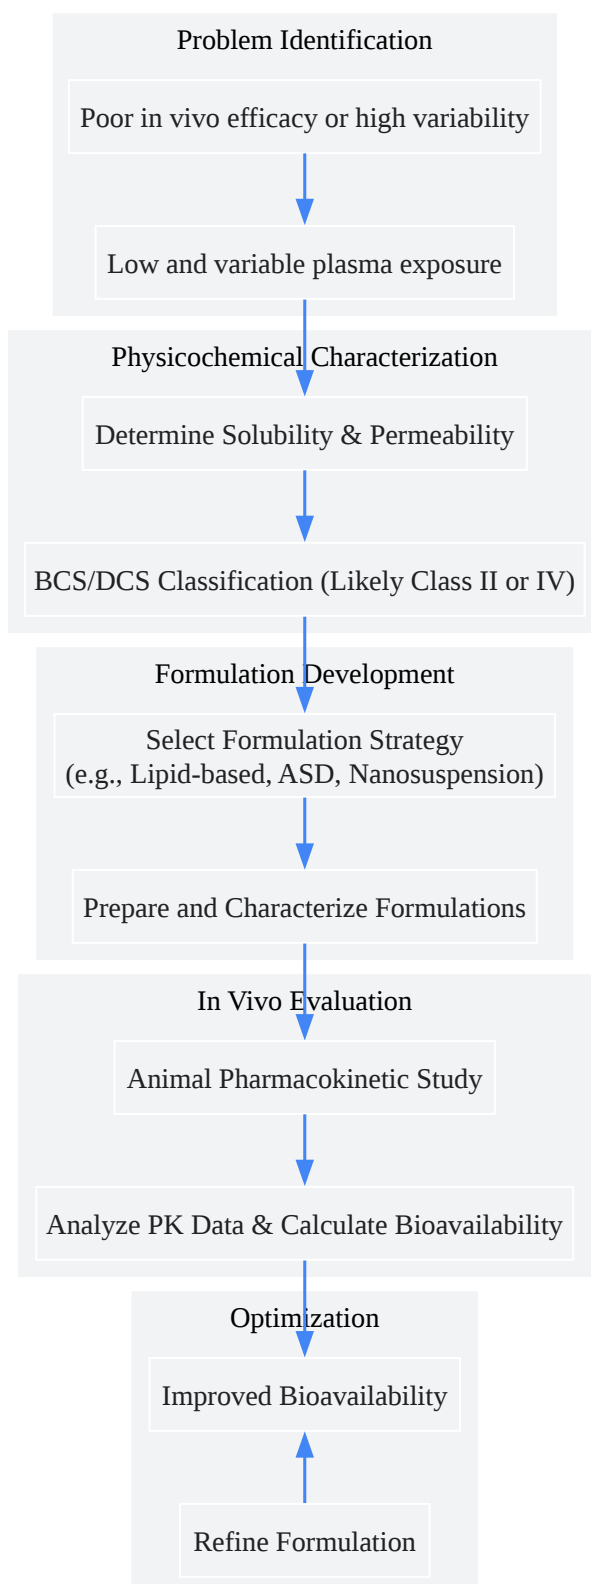 Problem Identification
Poor in vivo efficacy or high variability
Low and variable plasma exposure
Physicochemical Characterization
Determine Solubility & Permeability
BCS/DCS Classification (Likely Class II or IV)
Formulation Development
Select Formulation Strategy
(e.g., Lipid-based, ASD, Nanosuspension)
Prepare and Characterize Formulations
In Vivo Evaluation
Animal Pharmacokinetic Study
Analyze PK Data & Calculate Bioavailability
Optimization
Improved Bioavailability
Refine Formulation